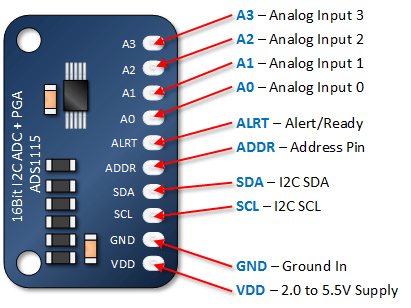 A3
A2
A1
A0
ALRT
ADDR
SDA
SCL
GND
VDD
16Bit I2C ADC + PGA
ADS1115
A3 – Analog Input 3
A2 – Analog Input 2
A1 – Analog Input 1
A0 – Analog Input 0
ALRT – Alert/Ready
ADDR – Address Pin
SDA – I2C SDA
SCL – I2C SCL
GND – Ground In
VDD – 2.0 to 5.5V Supply